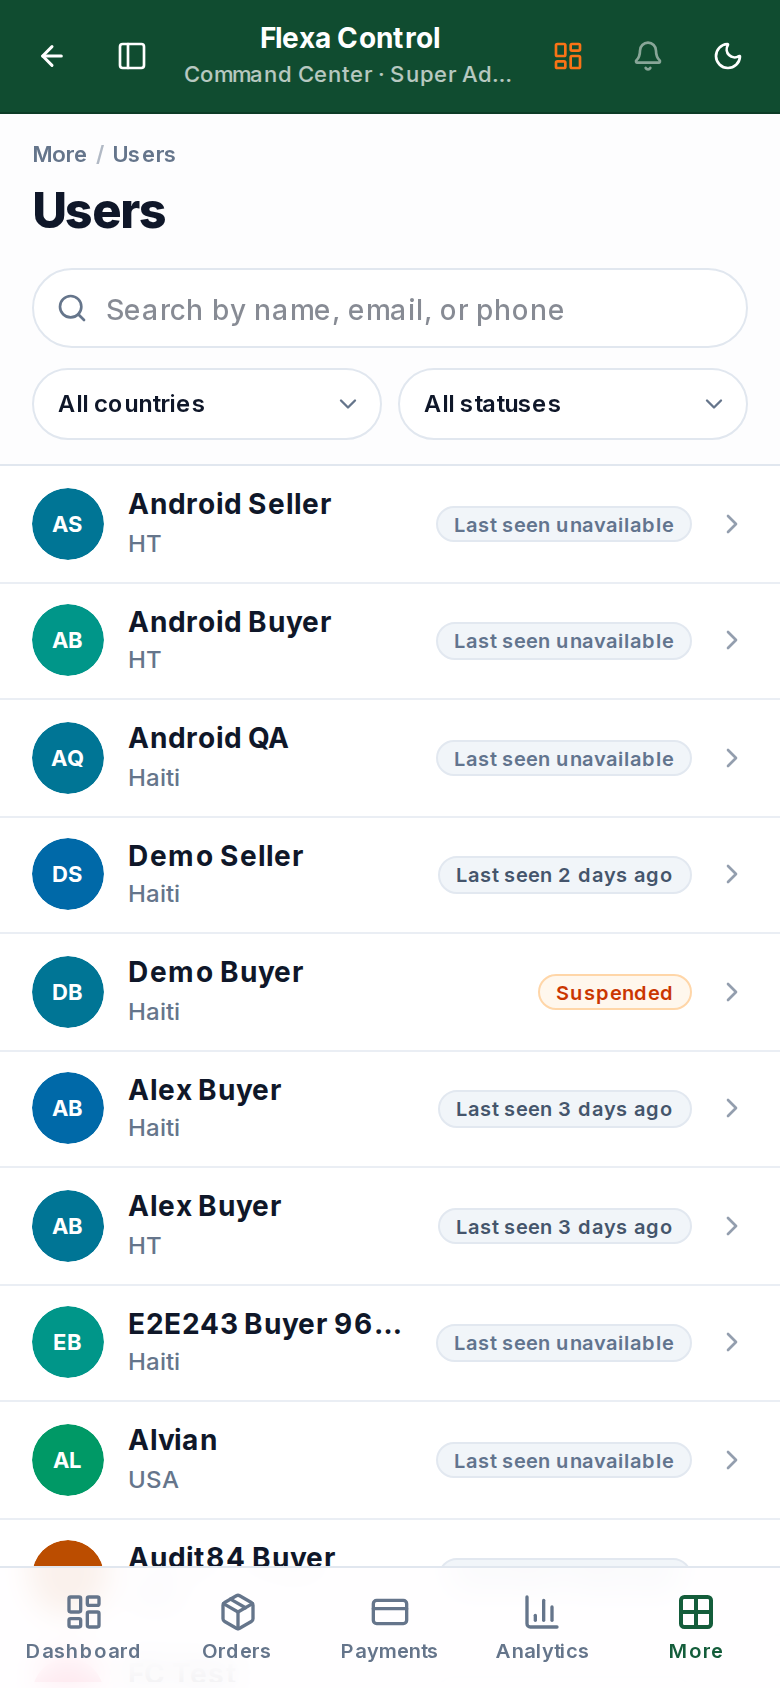 Flexa Control
Command Center · Super Ad...
More / Users
Users
Search by name, email, or phone
All countries
All statuses
AS
Android Seller
HT
Last seen unavailable
AB
Android Buyer
HT
Last seen unavailable
AQ
Android QA
Haiti
Last seen unavailable
DS
Demo Seller
Haiti
Last seen 2 days ago
DB
Demo Buyer
Haiti
Suspended
AB
Alex Buyer
Haiti
Last seen 3 days ago
AB
Alex Buyer
HT
Last seen 3 days ago
EB
E2E243 Buyer 96...
Haiti
Last seen unavailable
AL
Alvian
USA
Last seen unavailable
Audit84 Buyer
FC Test
Dashboard
Orders
Payments
Analytics
More